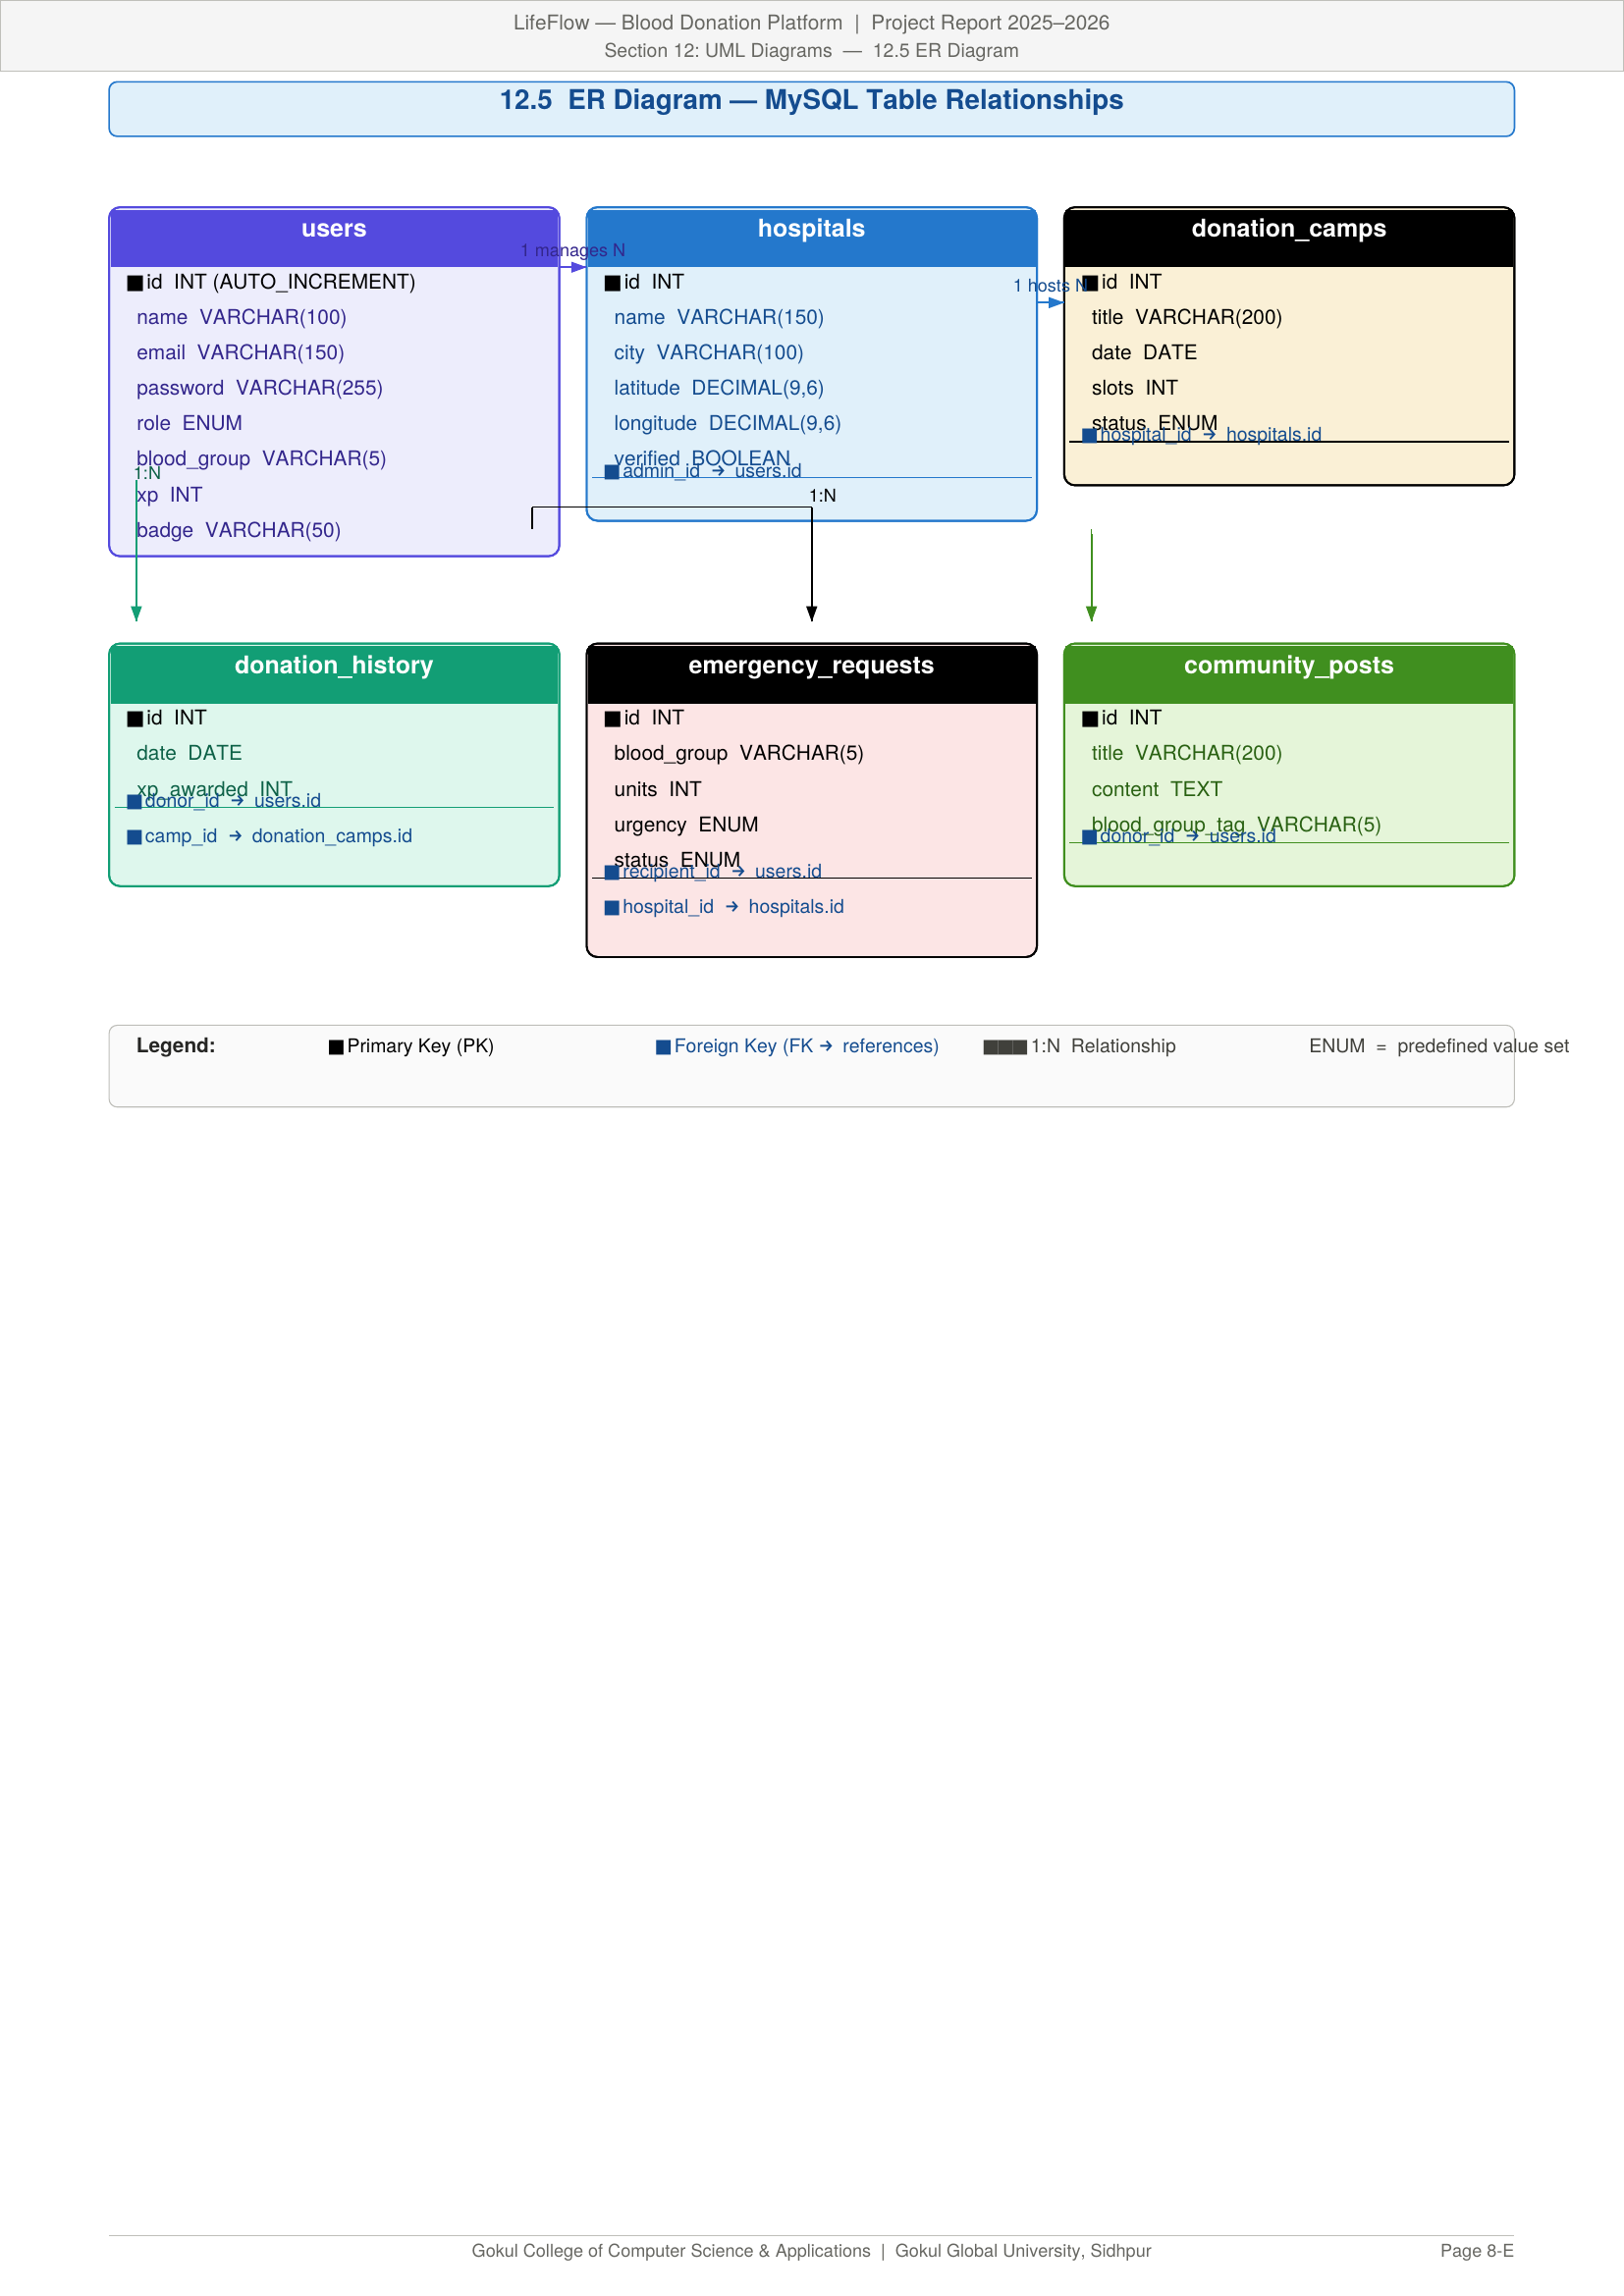 LifeFlow — Blood Donation Platform | Project Report 2025–2026
Section 12: UML Diagrams — 12.5 ER Diagram
12.5 ER Diagram — MySQL Table Relationships
users
1 manages N
id INT (AUTO_INCREMENT)
name VARCHAR(100)
email VARCHAR(150)
password VARCHAR(255)
role ENUM
blood_group VARCHAR(5)
1:N
xp INT
badge VARCHAR(50)
hospitals
1 hosts N
id INT
name VARCHAR(150)
city VARCHAR(100)
latitude DECIMAL(9,6)
longitude DECIMAL(9,6)
verified BOOLEAN
admin_id → users.id
1:N
donation_camps
id INT
title VARCHAR(200)
date DATE
slots INT
status ENUM
hospital_id → hospitals.id
donation_history
id INT
date DATE
xp_awarded INT
donor_id → users.id
camp_id → donation_camps.id
emergency_requests
id INT
blood_group VARCHAR(5)
units INT
urgency ENUM
status ENUM
recipient_id → users.id
hospital_id → hospitals.id
community_posts
id INT
title VARCHAR(200)
content TEXT
blood_group_tag VARCHAR(5)
donor_id → users.id
Legend: Primary Key (PK) Foreign Key (FK → references) 1:N Relationship ENUM = predefined value set
Gokul College of Computer Science & Applications | Gokul Global University, Sidhpur Page 8-E